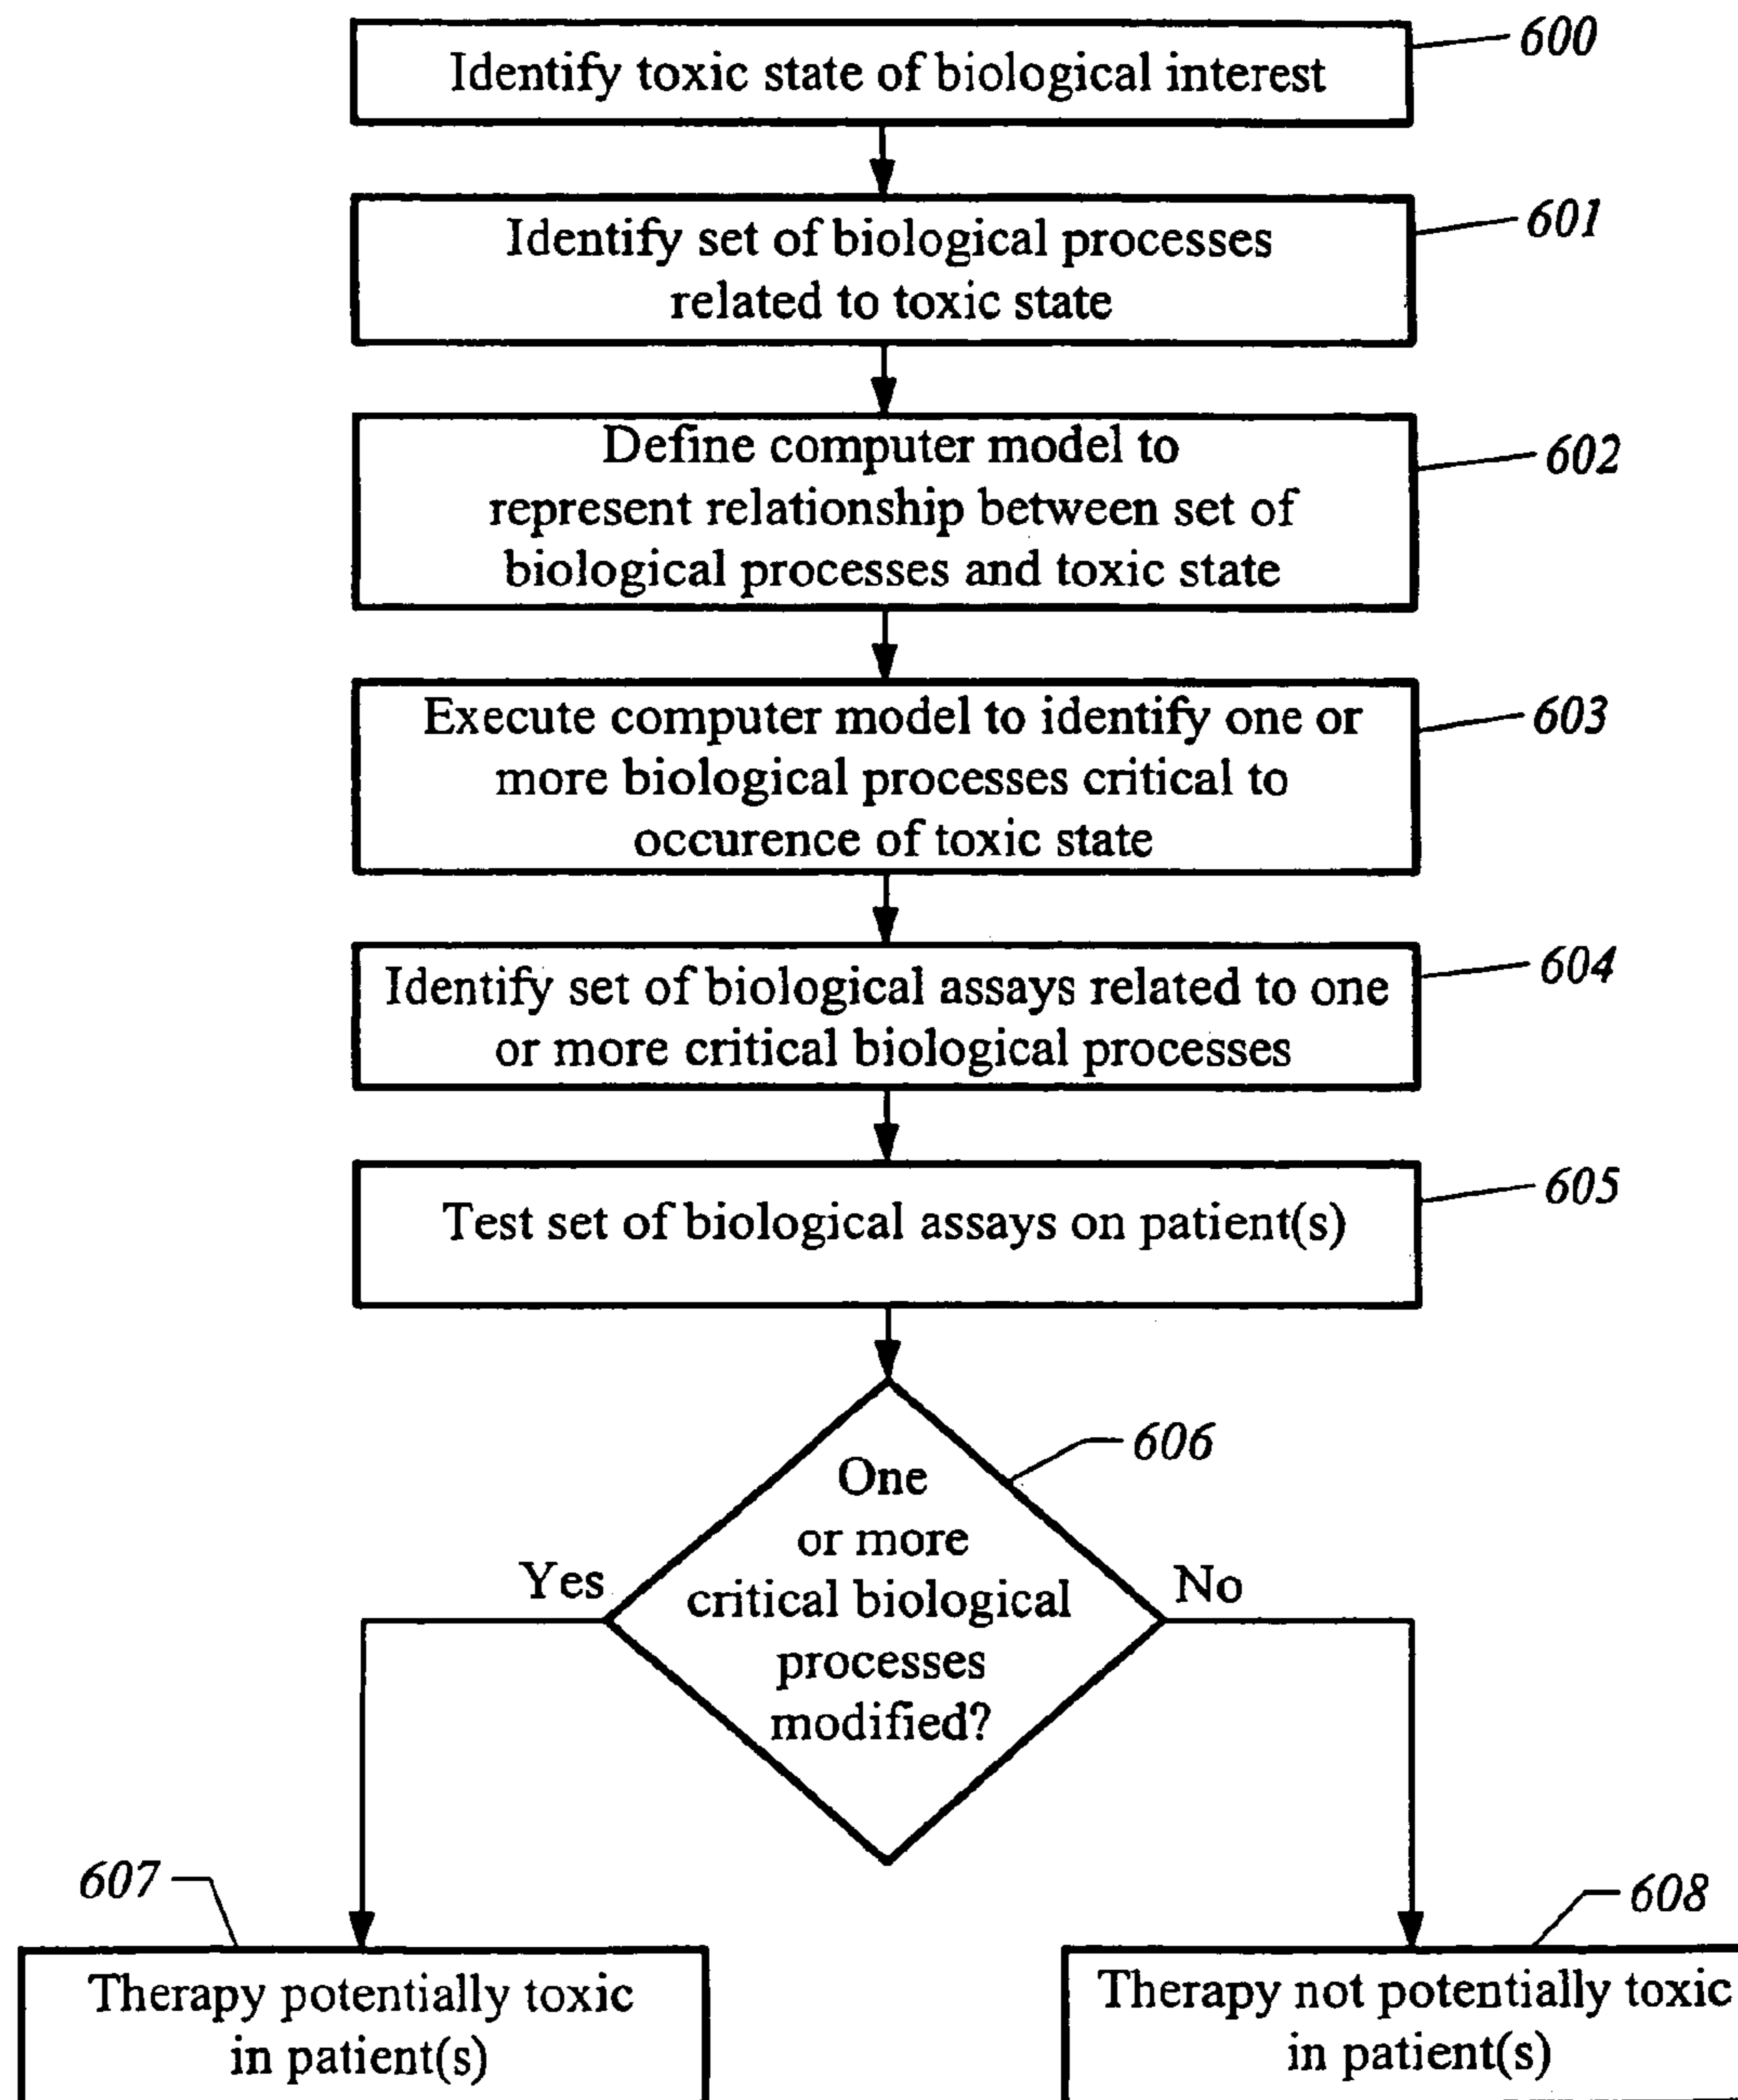 Identify toxic state of biological interest
600
Identify set of biological processes
related to toxic state
601
Define computer model to
represent relationship between set of
biological processes and toxic state
602
Execute computer model to identify one or
more biological processes critical to
occurence of toxic state
603
Identify set of biological assays related to one
or more critical biological processes
604
Test set of biological assays on patient(s)
605
606
One
or more
critical biological
processes
modified?
Yes
No
607
608
Therapy potentially toxic
in patient(s)
Therapy not potentially toxic
in patient(s)